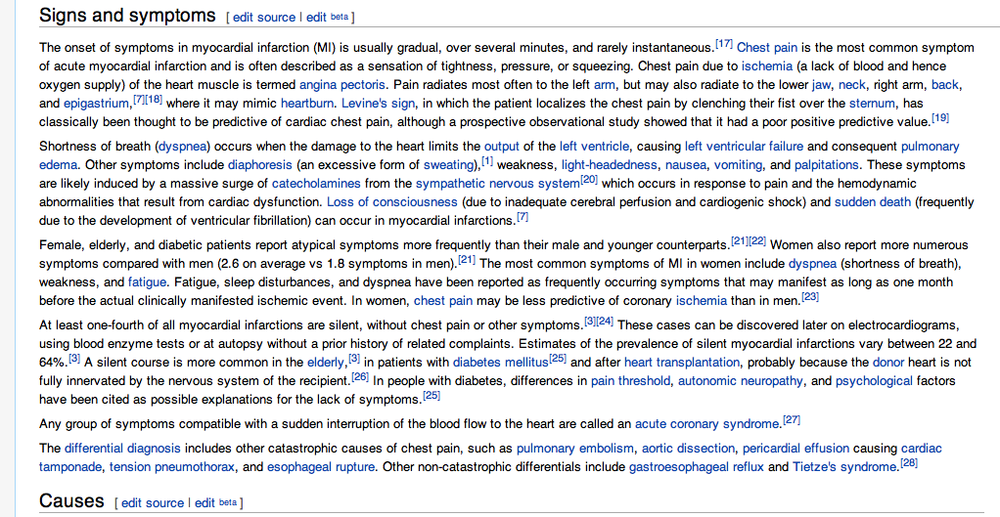 Signs and symptoms [ edit source | edit beta ]
The onset of symptoms in myocardial infarction (MI) is usually gradual, over several minutes, and rarely instantaneous.[17] Chest pain is the most common symptom
of acute myocardial infarction and is often described as a sensation of tightness, pressure, or squeezing. Chest pain due to ischemia (a lack of blood and hence
oxygen supply) of the heart muscle is termed angina pectoris. Pain radiates most often to the left arm, but may also radiate to the lower jaw, neck, right arm, back,
and epigastrium,[7][18] where it may mimic heartburn. Levine's sign, in which the patient localizes the chest pain by clenching their fist over the sternum, has
classically been thought to be predictive of cardiac chest pain, although a prospective observational study showed that it had a poor positive predictive value.[19]
Shortness of breath (dyspnea) occurs when the damage to the heart limits the output of the left ventricle, causing left ventricular failure and consequent pulmonary
edema. Other symptoms include diaphoresis (an excessive form of sweating),[1] weakness, light-headedness, nausea, vomiting, and palpitations. These symptoms
are likely induced by a massive surge of catecholamines from the sympathetic nervous system[20] which occurs in response to pain and the hemodynamic
abnormalities that result from cardiac dysfunction. Loss of consciousness (due to inadequate cerebral perfusion and cardiogenic shock) and sudden death (frequently
due to the development of ventricular fibrillation) can occur in myocardial infarctions.[7]
Female, elderly, and diabetic patients report atypical symptoms more frequently than their male and younger counterparts.[21][22] Women also report more numerous
symptoms compared with men (2.6 on average vs 1.8 symptoms in men).[21] The most common symptoms of MI in women include dyspnea (shortness of breath),
weakness, and fatigue. Fatigue, sleep disturbances, and dyspnea have been reported as frequently occurring symptoms that may manifest as long as one month
before the actual clinically manifested ischemic event. In women, chest pain may be less predictive of coronary ischemia than in men.[23]
At least one-fourth of all myocardial infarctions are silent, without chest pain or other symptoms.[3][24] These cases can be discovered later on electrocardiograms,
using blood enzyme tests or at autopsy without a prior history of related complaints. Estimates of the prevalence of silent myocardial infarctions vary between 22 and
64%.[3] A silent course is more common in the elderly,[3] in patients with diabetes mellitus[25] and after heart transplantation, probably because the donor heart is not
fully innervated by the nervous system of the recipient.[26] In people with diabetes, differences in pain threshold, autonomic neuropathy, and psychological factors
have been cited as possible explanations for the lack of symptoms.[25]
Any group of symptoms compatible with a sudden interruption of the blood flow to the heart are called an acute coronary syndrome.[27]
The differential diagnosis includes other catastrophic causes of chest pain, such as pulmonary embolism, aortic dissection, pericardial effusion causing cardiac
tamponade, tension pneumothorax, and esophageal rupture. Other non-catastrophic differentials include gastroesophageal reflux and Tietze's syndrome.[28]
Causes [ edit source | edit beta ]